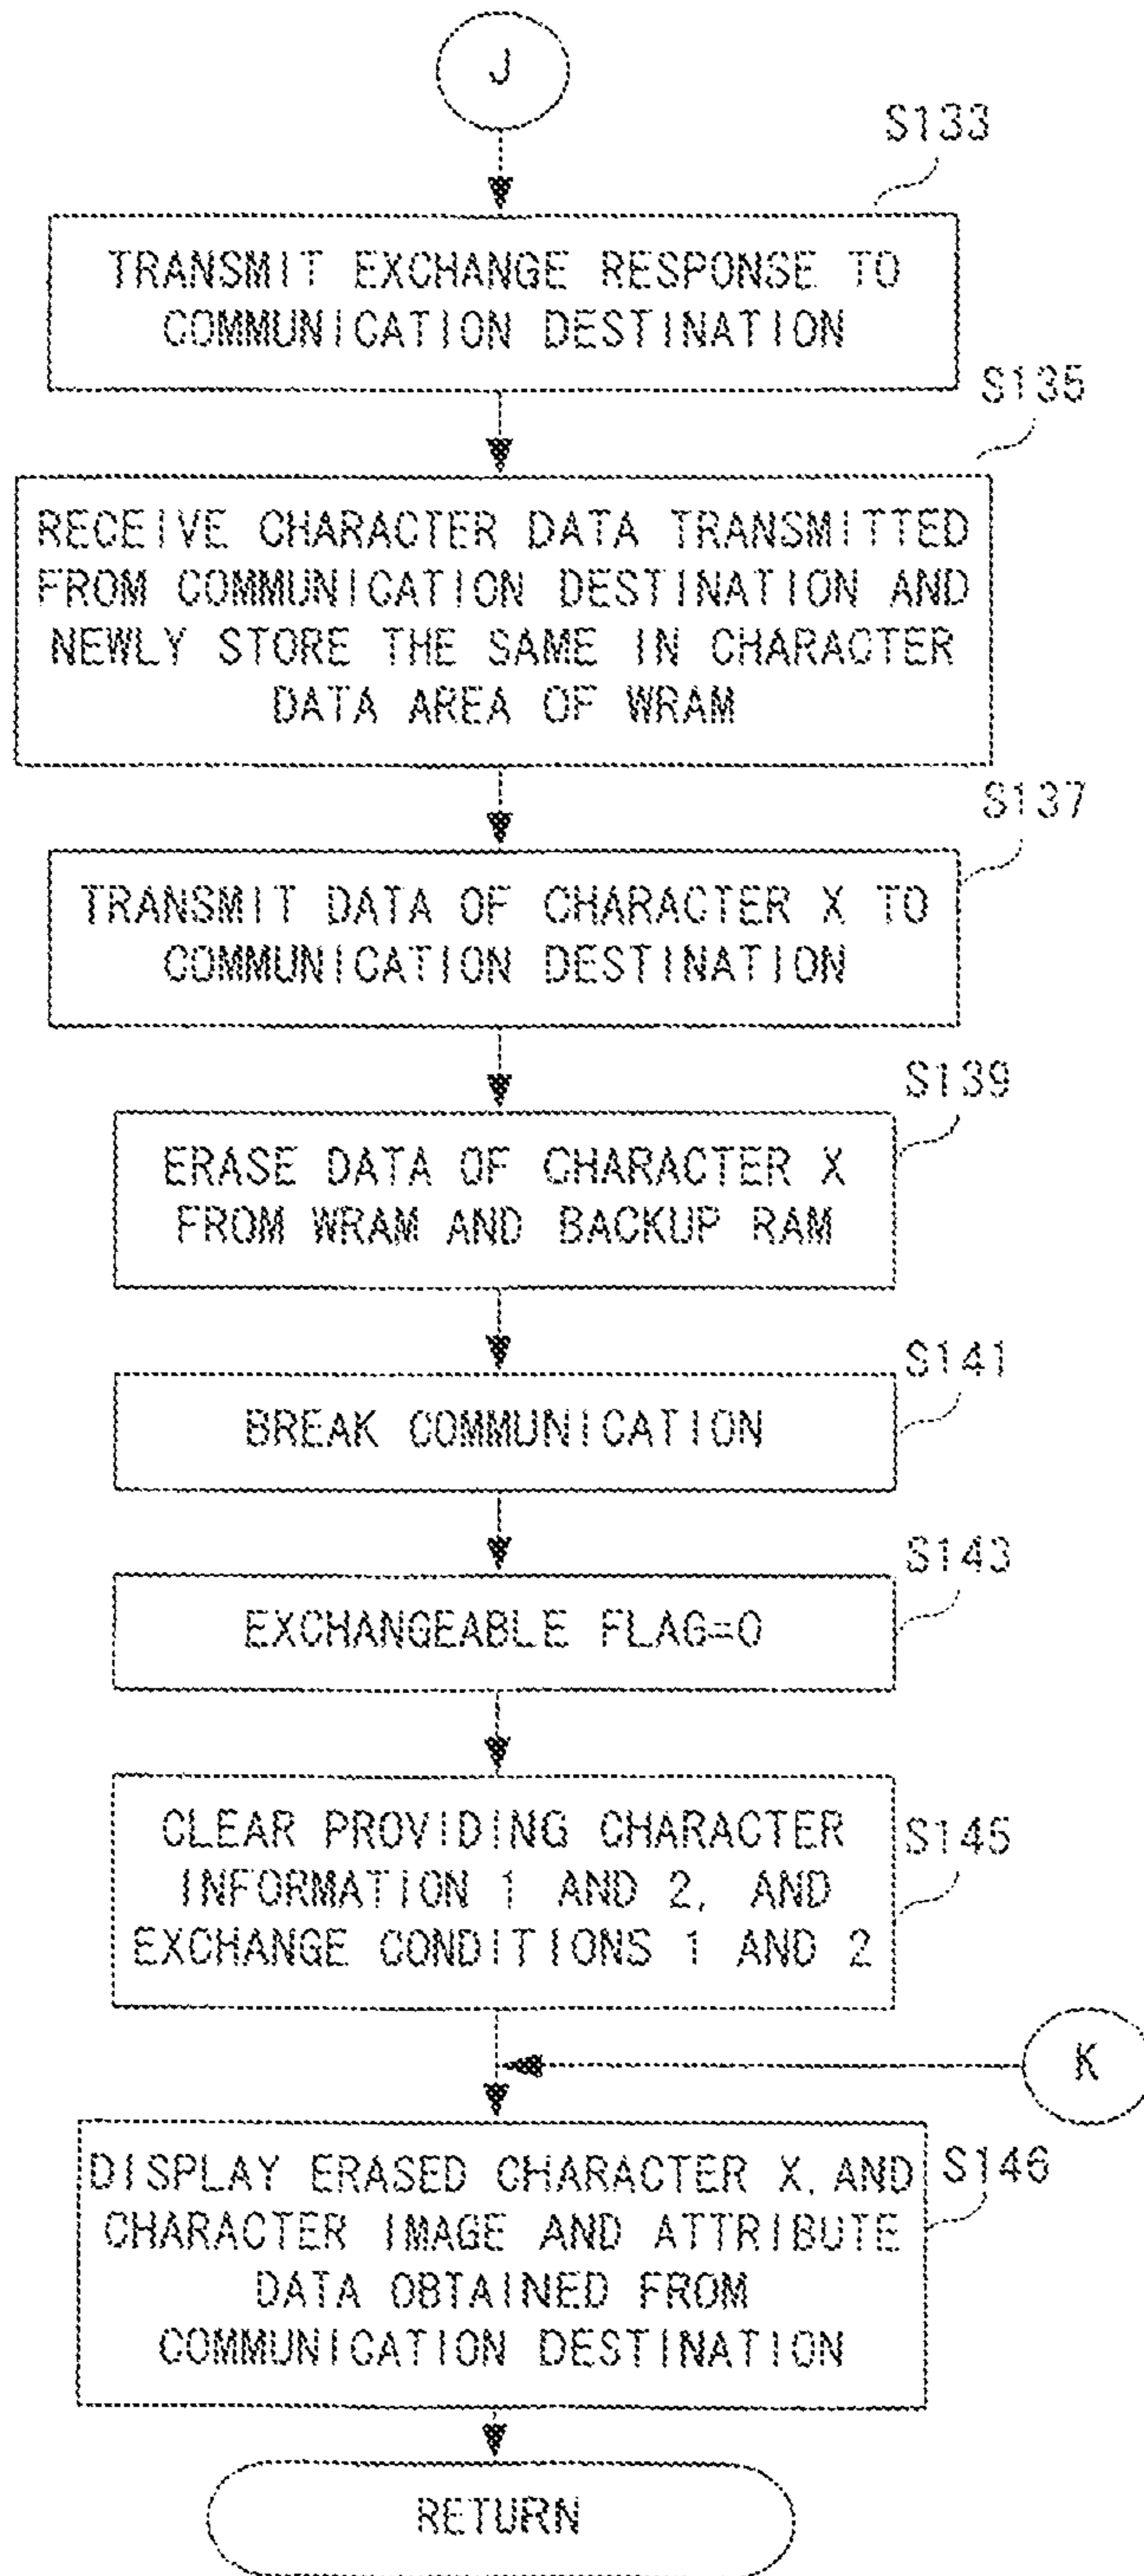 J
S133
TRANSMIT EXCHANGE RESPONSE TO
COMMUNICATION DESTINATION
S135
RECEIVE CHARACTER DATA TRANSMITTED
FROM COMMUNICATION DESTINATION AND
NEWLY STORE THE SAME IN CHARACTER
DATA AREA OF WRAM
S137
TRANSMIT DATA OF CHARACTER X TO
COMMUNICATION DESTINATION
S139
ERASE DATA OF CHARACTER X
FROM WRAM AND BACKUP RAM
S141
BREAK COMMUNICATION
S143
EXCHANGEABLE FLAG=0
CLEAR PROVIDING CHARACTER
S145
INFORMATION 1 AND 2, AND
EXCHANGE CONDITIONS 1 AND 2
K
DISPLAY ERASED CHARACTER X, AND
S146
CHARACTER IMAGE AND ATTRIBUTE
DATA OBTAINED FROM
COMMUNICATION DESTINATION
RETURN